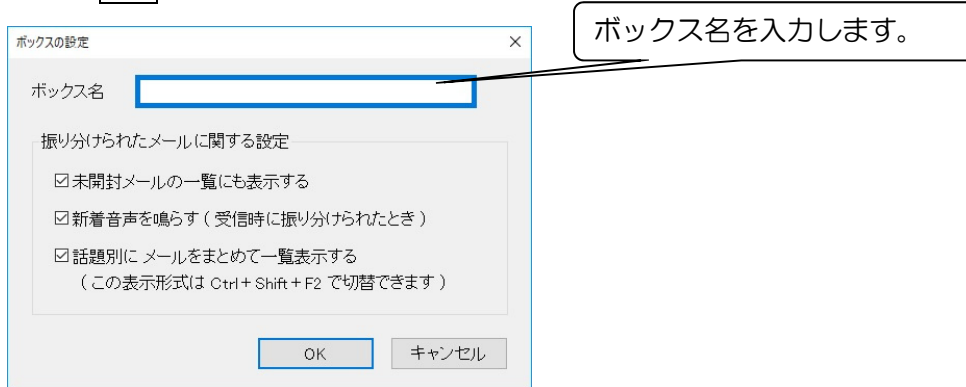 ボックス名を入力します。
ボックスの設定
ボックス名
振り分けられたメールに関する設定
未開封メールの一覧にも表示する
新着音声を鳴らす ( 受信時に振り分けられたとき )
話題別に メールをまとめて一覧表示する
( この表示形式は Ctrl + Shift + F2 で切替できます )
OK キャンセル